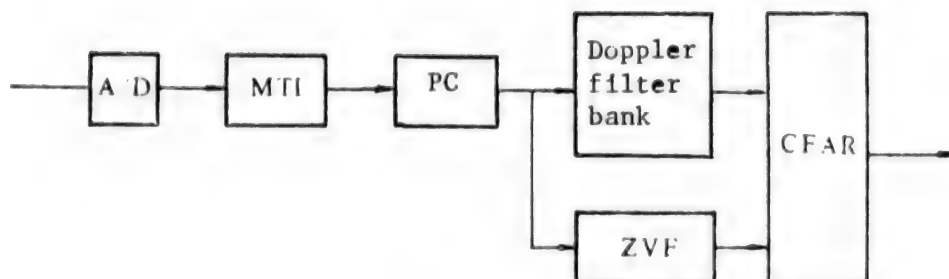 A/D
MTI
PC
Doppler
filter
bank
CFAR
ZVF